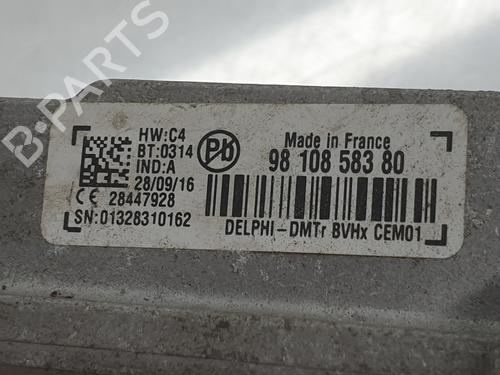 HW:C4
BT:0314
IND:A
28/09/16
CE 28447928
SN:01328310162
Pb
Made in France
98 108 583 80
DELPHI-DMTr BVHx CEM01
B-PARTS